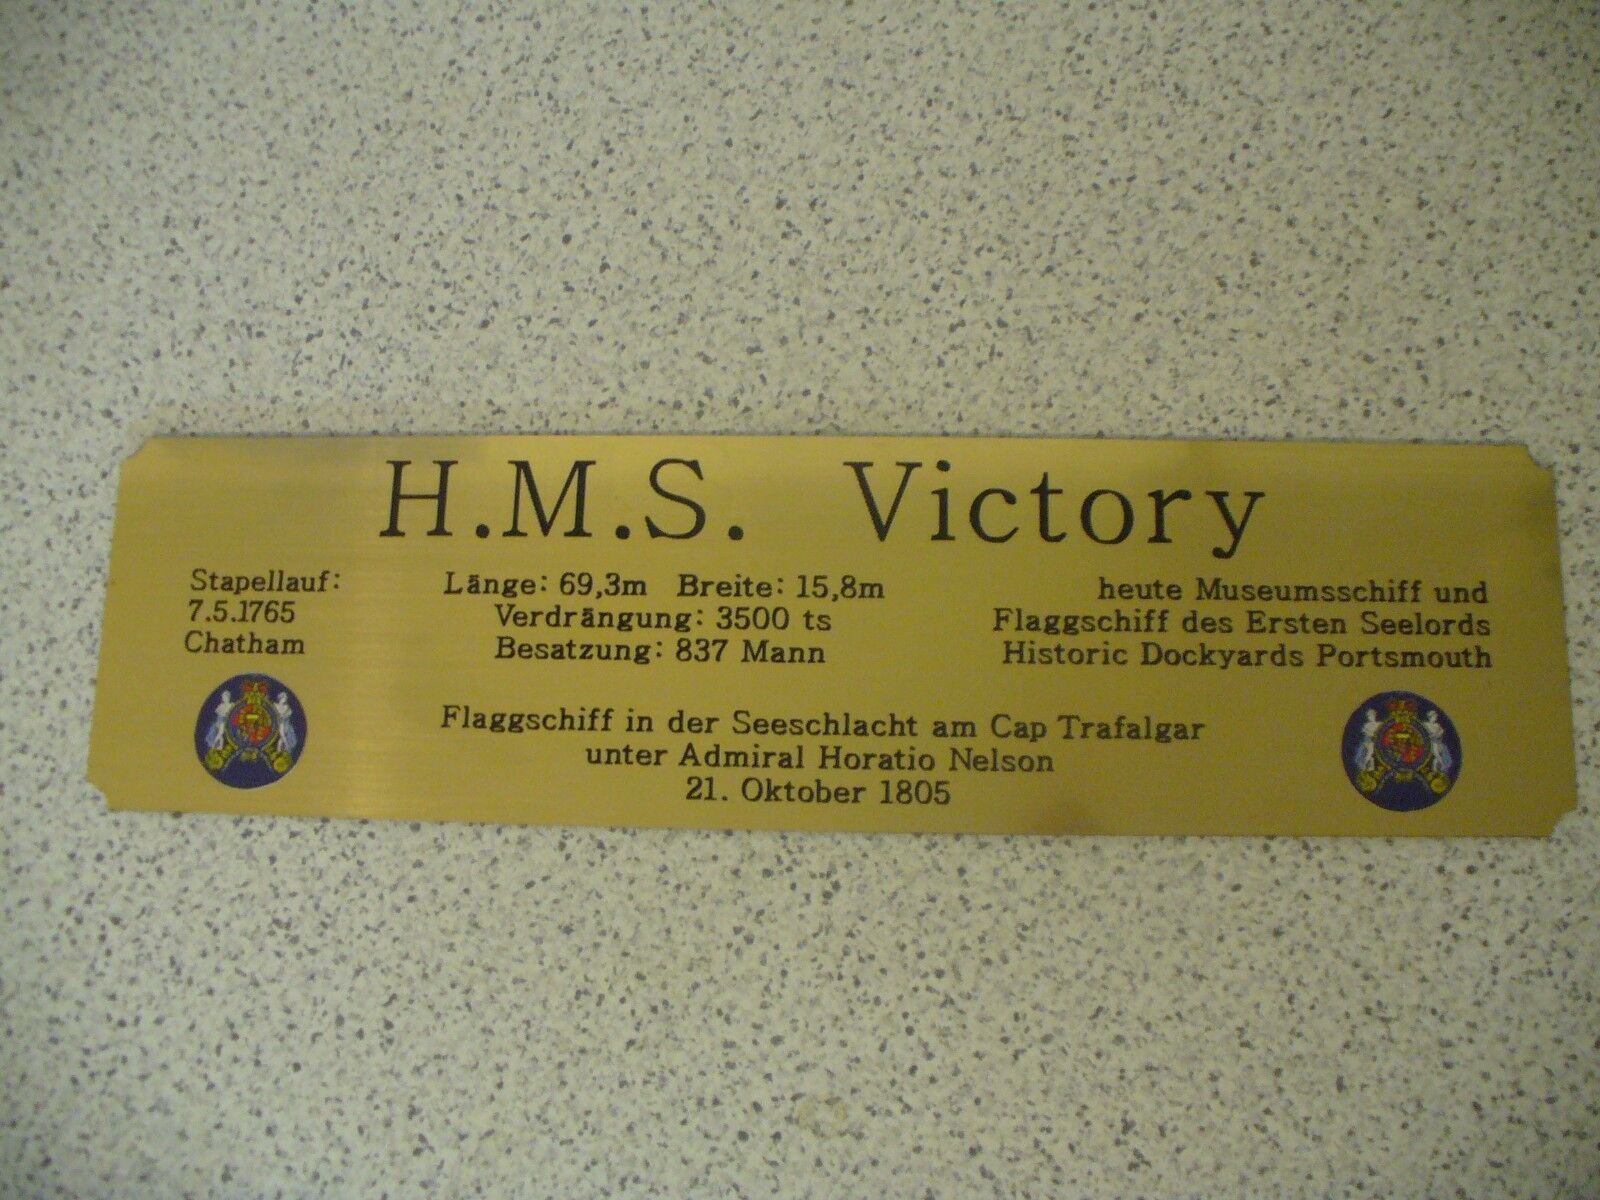 H.M.S. Victory
Stapellauf:
7.5.1765
Chatham
Länge: 69,3m Breite: 15,8m
Verdrängung: 3500 ts
Besatzung: 837 Mann
heute Museumsschiff und
Flaggschiff des Ersten Seelords
Historic Dockyards Portsmouth
Flaggschiff in der Seeschlacht am Cap Trafalgar
unter Admiral Horatio Nelson
21. Oktober 1805